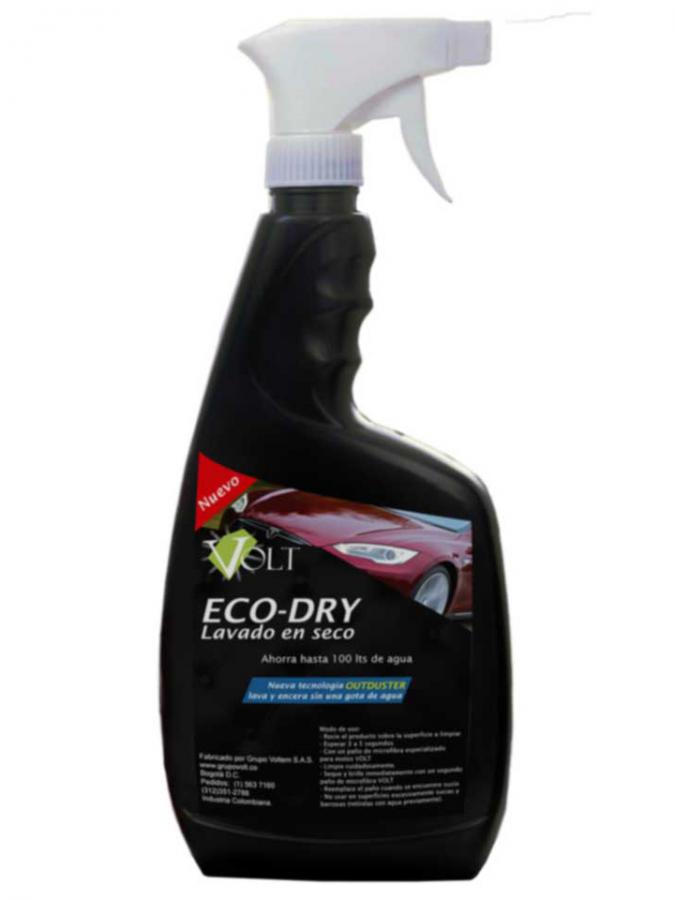 Nuevo
VOLT
ECO-DRY
Lavado en seco
Ahorra hasta 100 lts de agua
Nueva tecnología OUTDUSTER
lava y encera sin una gota de agua
Modo de uso:
- Rocíe el producto sobre la superficie a limpiar
- Esperar 3 a 5 segundos
- Con un paño de microfibra especializado
para motos VOLT
- Limpie cuidadosamente.
- Seque y brille inmediatamente con un segundo
paño de microfibra VOLT
- Reemplace el paño cuando se encuentre sucio
- No usar en superficies excesivamente sucias y
barrosas (retírelas con agua previamente).
Fabricado por Grupo Voltem S.A.S.
www.grupovolt.co
Bogotá D.C.
Pedidos: (1) 563 7160
(312)351-2788
Industria Colombiana